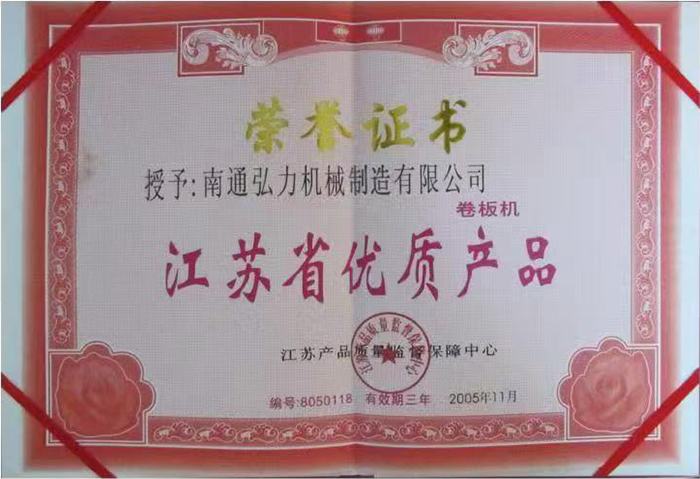 荣誉证书
授予:南通弘力机械制造有限公司
卷板机
江苏省优质产品
江苏产品质量监督保障中心
编号:8050118 有效期三年 2005年11月